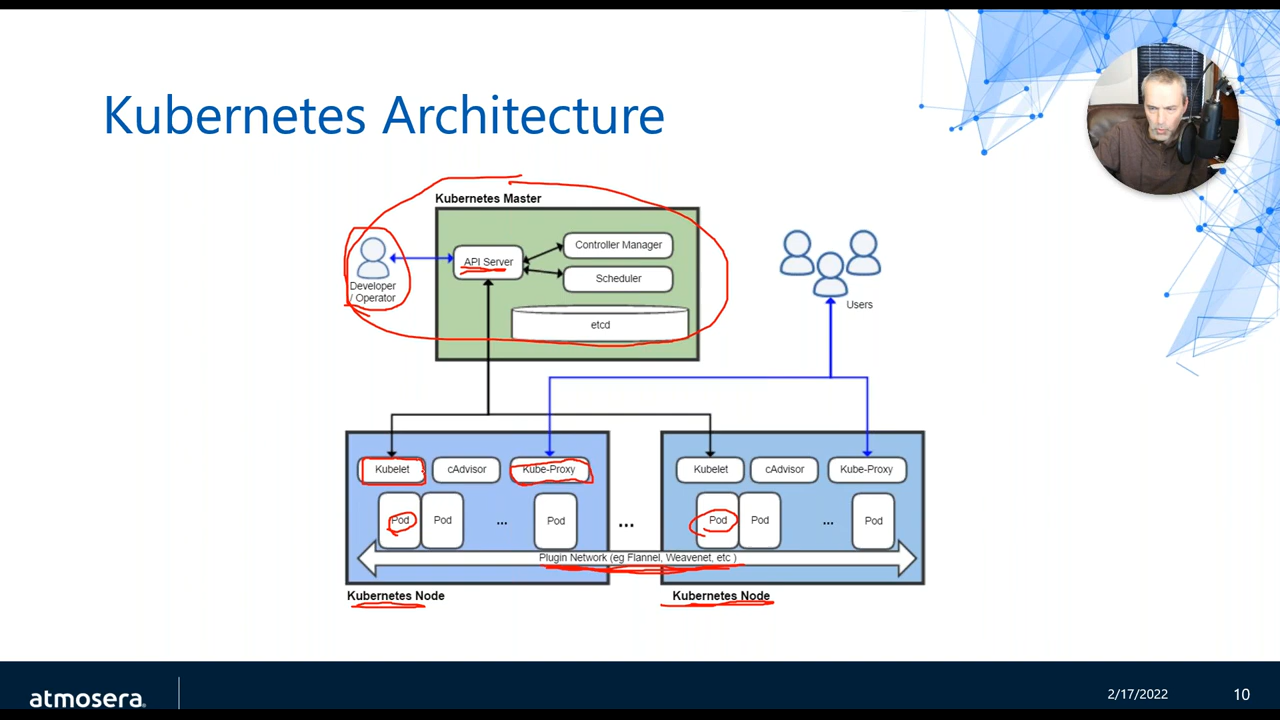 Kubernetes Architecture
Kubernetes Master
API Server
Controller Manager
Scheduler
etcd
Developer
/ Operator
Users
Kubelet
cAdvisor
Kube-Proxy
Kubelet
cAdvisor
Kube-Proxy
Pod
Pod
...
Pod
...
Pod
Pod
...
Pod
Plugin Network (eg Flannel, Weavenet, etc )
Kubernetes Node
Kubernetes Node
atmosera
2/17/2022
10